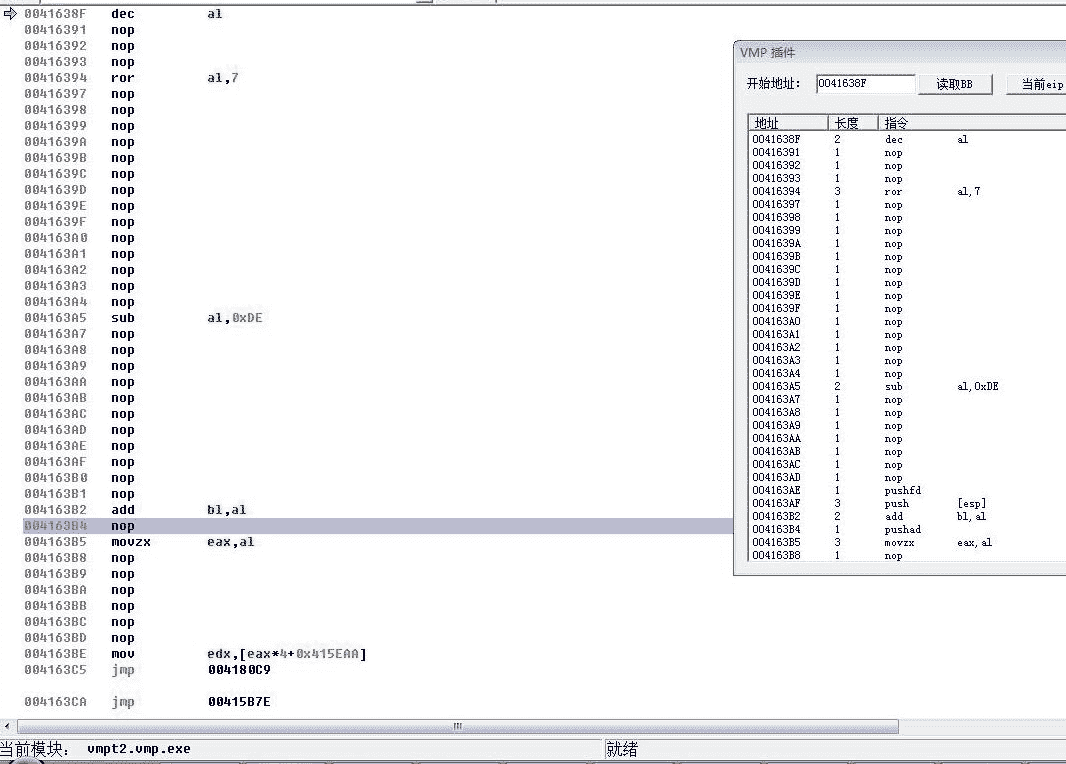 0041638F dec al
00416391 nop
00416392 nop
00416393 nop
00416394 ror al,7
00416397 nop
00416398 nop
00416399 nop
0041639A nop
0041639B nop
0041639C nop
0041639D nop
0041639E nop
0041639F nop
004163A0 nop
004163A1 nop
004163A2 nop
004163A3 nop
004163A4 nop
004163A5 sub al,0xDE
004163A7 nop
004163A8 nop
004163A9 nop
004163AA nop
004163AB nop
004163AC nop
004163AD nop
004163AE nop
004163AF nop
004163B0 nop
004163B1 nop
004163B2 add bl,al
004163B4 nop
004163B5 movzx eax,al
004163B8 nop
004163B9 nop
004163BA nop
004163BB nop
004163BC nop
004163BD nop
004163BE mov edx,[eax*4+0x415EAA]
004163C5 jmp 004180C9
004163CA jmp 00415B7E
VMP 插件
开始地址: 0041638F 读取BB 当前eip
地址 长度 指令
0041638F 2 dec al
00416391 1 nop
00416392 1 nop
00416393 1 nop
00416394 3 ror al,7
00416397 1 nop
00416398 1 nop
00416399 1 nop
0041639A 1 nop
0041639B 1 nop
0041639C 1 nop
0041639D 1 nop
0041639E 1 nop
0041639F 1 nop
004163A0 1 nop
004163A1 1 nop
004163A2 1 nop
004163A3 1 nop
004163A4 1 nop
004163A5 2 sub al,0xDE
004163A7 1 nop
004163A8 1 nop
004163A9 1 nop
004163AA 1 nop
004163AB 1 nop
004163AC 1 nop
004163AD 1 nop
004163AE 1 pushfd
004163AF 3 push [esp]
004163B2 2 add bl,al
004163B4 1 pushad
004163B5 3 movzx eax,al
004163B8 1 nop
当前模块: vmpt2.vmp.exe 就绪